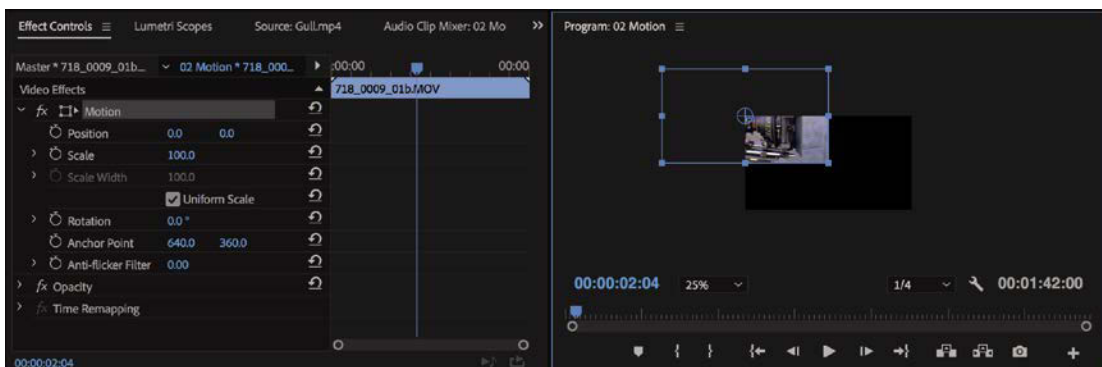 Effect Controls Lumetri Scopes Source: Gull.mp4 Audio Clip Mixer: 02 Mo »
Master * 718_0009_01b... 02 Motion * 718_000... :00:00 00:00
Video Effects 718_0009_01b.MOV
fx Motion
Position 0.0 0.0
Scale 100.0
Scale Width 100.0
Uniform Scale
Rotation 0.0 °
Anchor Point 640.0 360.0
Anti-flicker Filter 0.00
fx Opacity
fx Time Remapping
00:00:02:04
Program: 02 Motion
00:00:02:04 25% 1/4 00:01:42:00